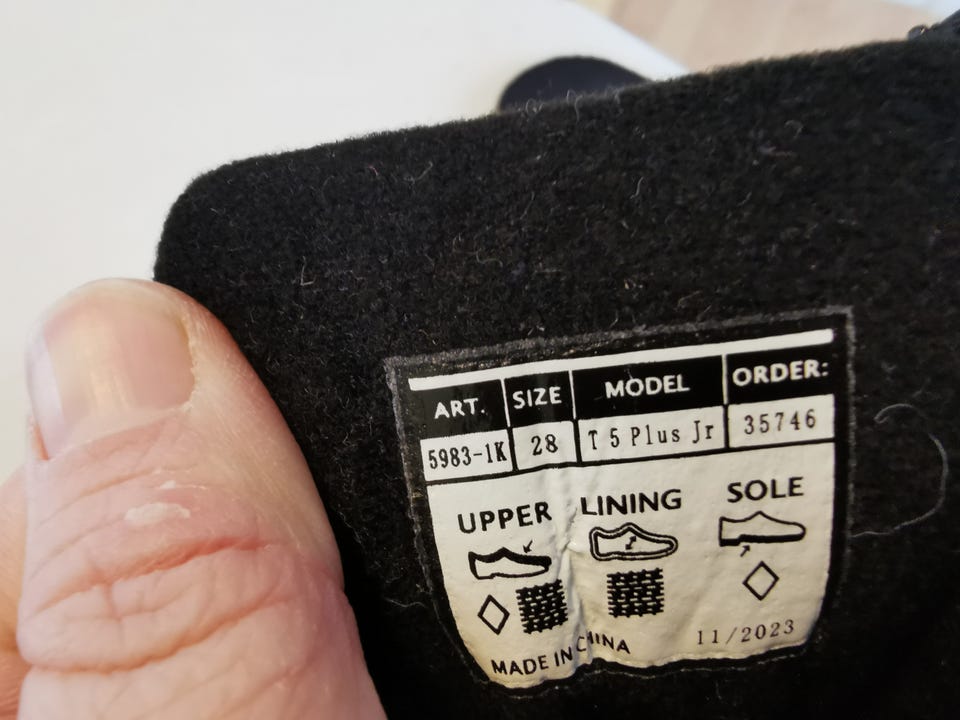 ART. SIZE MODEL ORDER:
5983-1K 28 T 5 Plus Jr 35746
UPPER LINING SOLE
MADE IN CHINA 11/2023